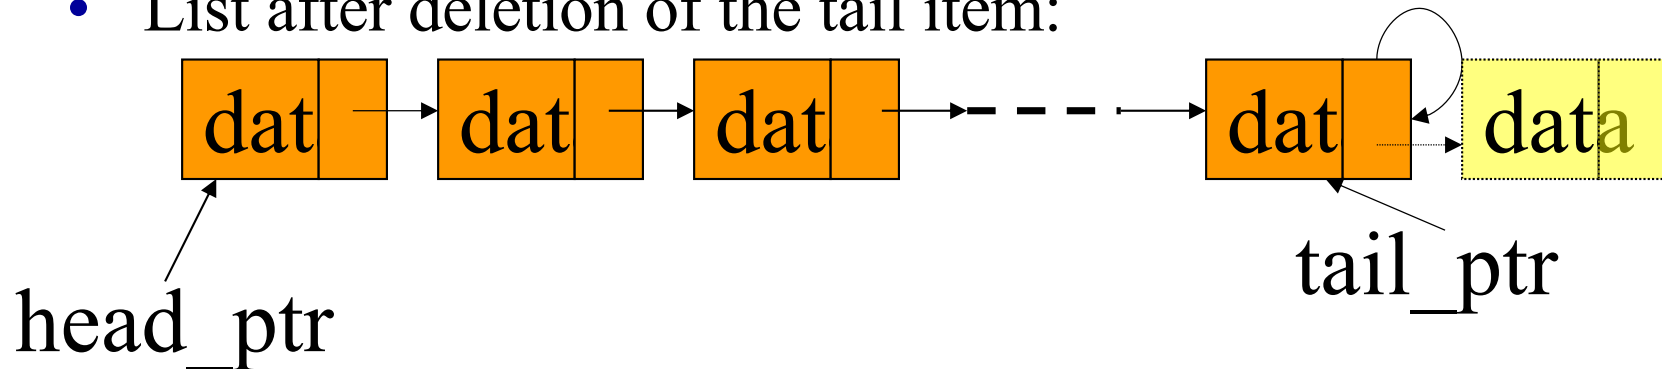 • List after deletion of the tail item:
dat dat dat dat data
tail_ptr
head_ptr